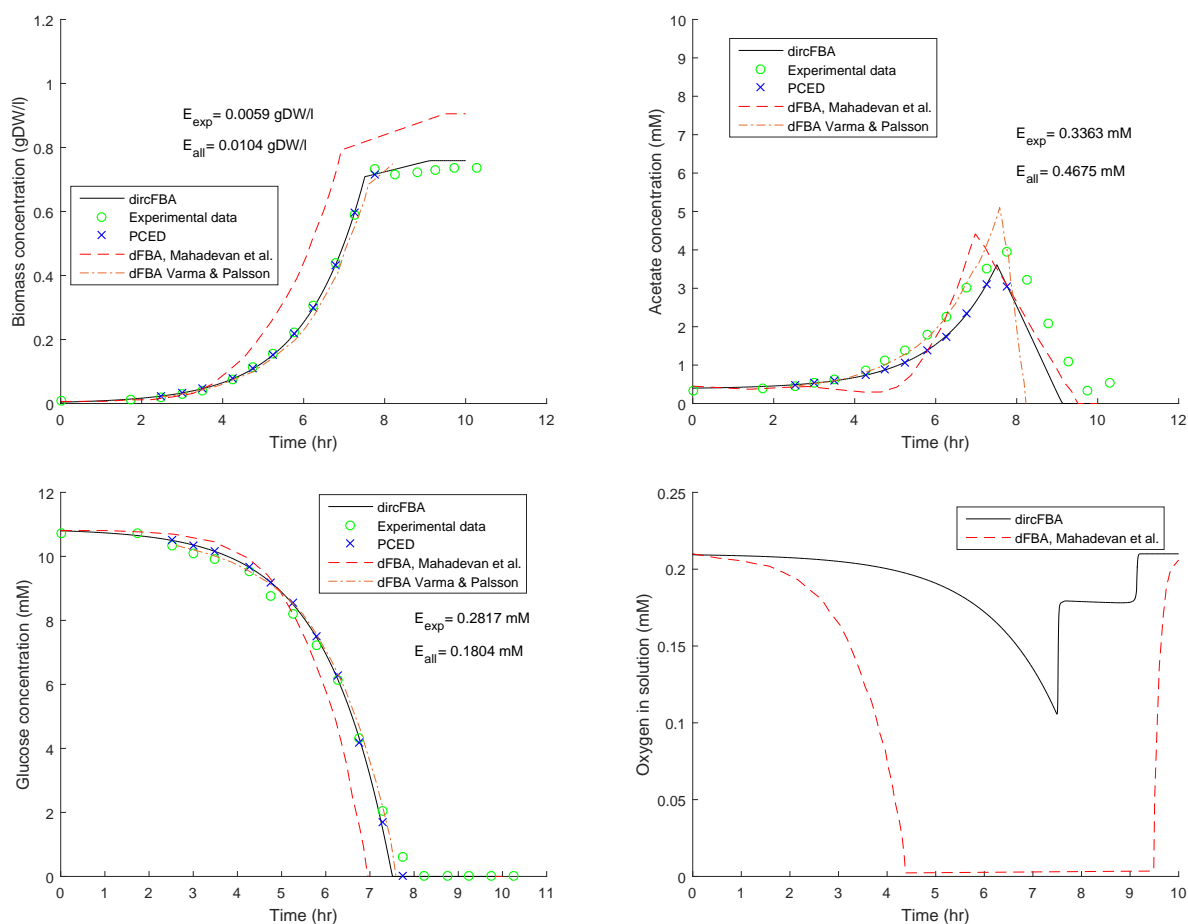 1.2
1
0.8
0.6
0.4
0.2
0
0 2 4 6 8 10 12
Time (hr)
Biomass concentration (gDW/l)
E_exp = 0.0059 gDW/l
E_all = 0.0104 gDW/l
dircFBA
Experimental data
PCED
dFBA, Mahadevan et al.
dFBA Varma & Palsson
10
9
8
7
6
5
4
3
2
1
0
0 2 4 6 8 10 12
Time (hr)
Acetate concentration (mM)
dircFBA
Experimental data
PCED
dFBA, Mahadevan et al.
dFBA Varma & Palsson
E_exp = 0.3363 mM
E_all = 0.4675 mM
12
10
8
6
4
2
0
0 1 2 3 4 5 6 7 8 9 10 11
Time (hr)
Glucose concentration (mM)
dircFBA
Experimental data
PCED
dFBA, Mahadevan et al.
dFBA Varma & Palsson
E_exp = 0.2817 mM
E_all = 0.1804 mM
0.25
0.2
0.15
0.1
0.05
0
0 1 2 3 4 5 6 7 8 9 10
Time (hr)
Oxygen in solution (mM)
dircFBA
dFBA, Mahadevan et al.